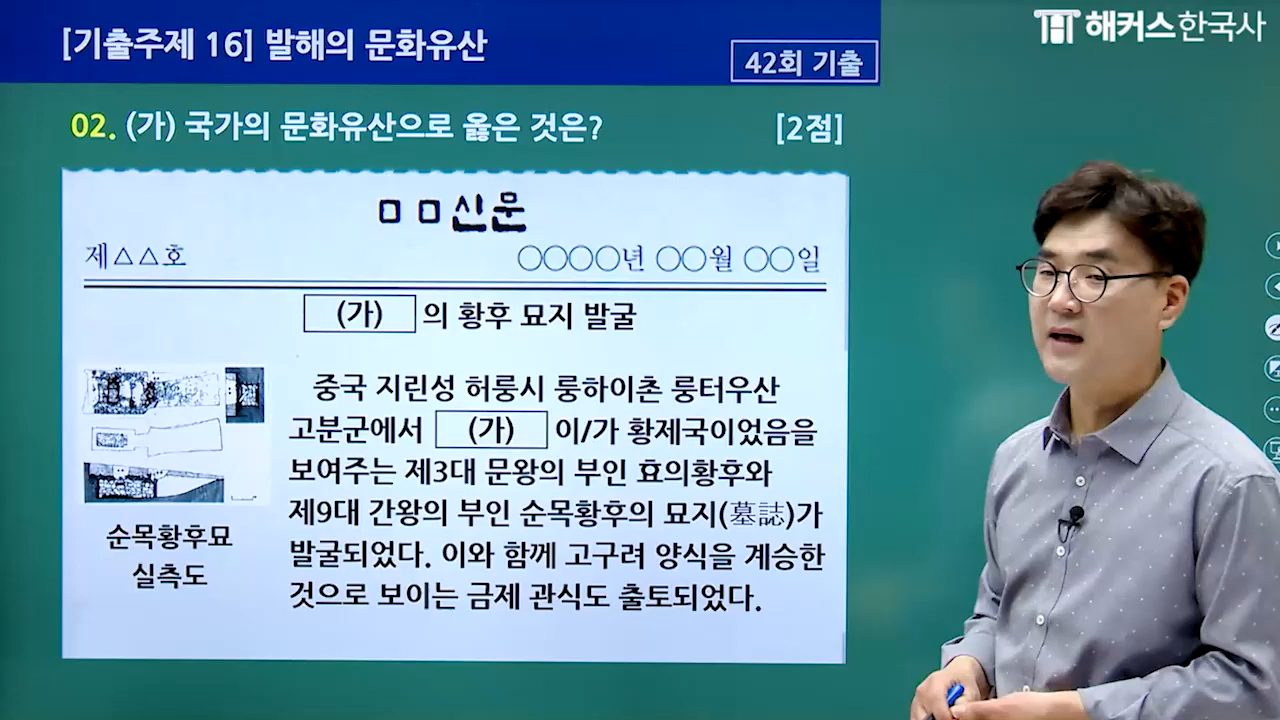 [기출주제 16] 발해의 문화유산
42회 기출
해커스한국사
02. (가) 국가의 문화유산으로 옳은 것은?
[2점]
ㅁㅁ신문
제△△호
○○○○년 ○○월 ○○일
(가) 의 황후 묘지 발굴
중국 지린성 허룽시 룽하이촌 룽터우산
고분군에서 (가) 이/가 황제국이었음을
보여주는 제3대 문왕의 부인 효의황후와
제9대 간왕의 부인 순목황후의 묘지(墓誌)가
발굴되었다. 이와 함께 고구려 양식을 계승한
것으로 보이는 금제 관식도 출토되었다.
순목황후묘
실측도